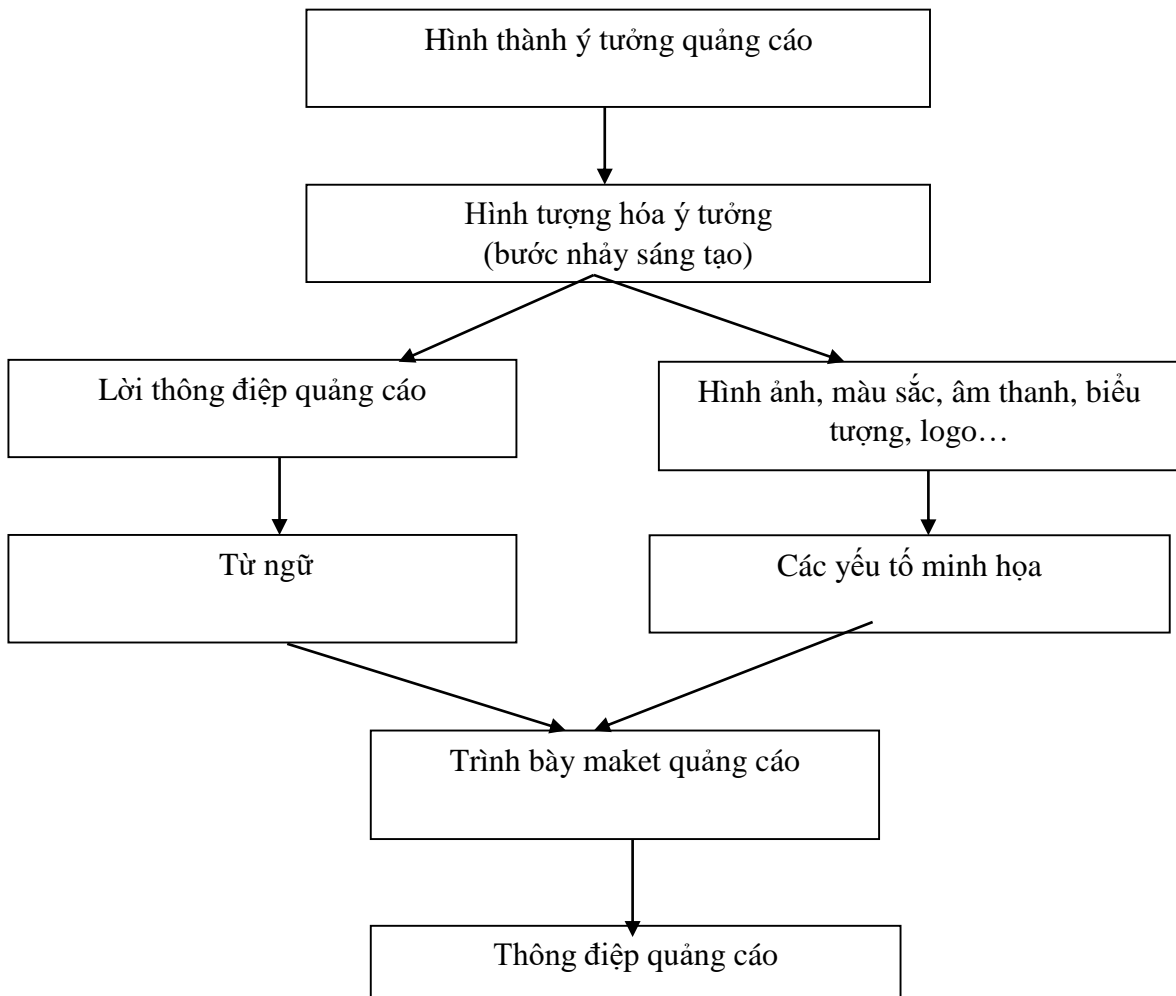 Hình thành ý tưởng quảng cáo
Hình tượng hóa ý tưởng
(bước nhảy sáng tạo)
Lời thông điệp quảng cáo
Hình ảnh, màu sắc, âm thanh, biểu
tượng, logo…
Từ ngữ
Các yếu tố minh họa
Trình bày maket quảng cáo
Thông điệp quảng cáo